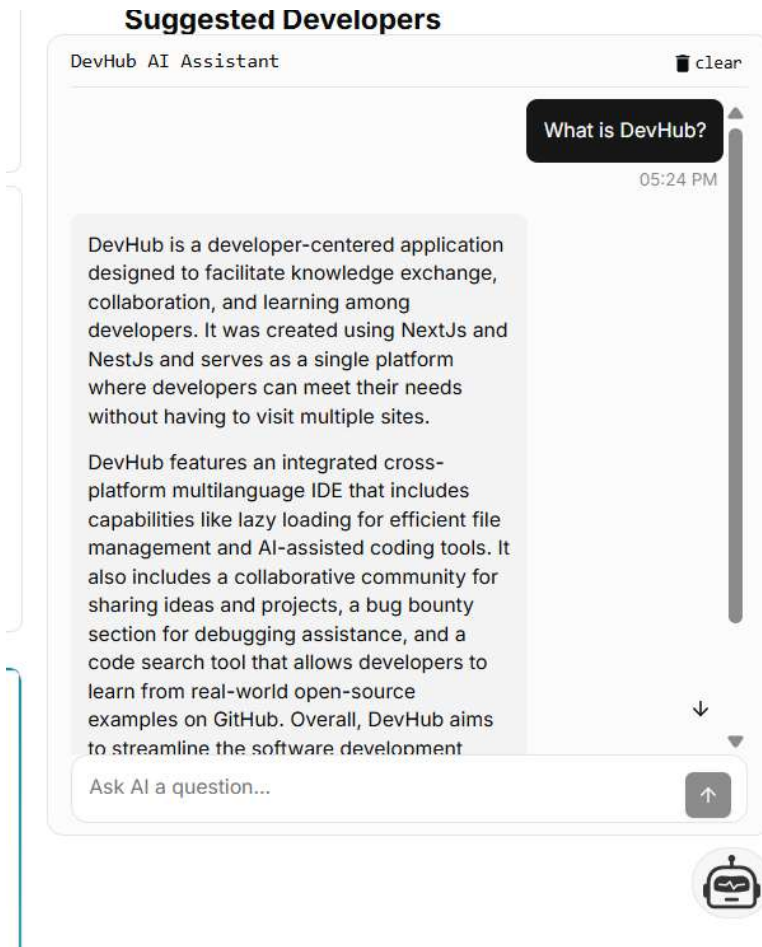 Suggested Developers
DevHub AI Assistant
clear
What is DevHub?
05:24 PM
DevHub is a developer-centered application
designed to facilitate knowledge exchange,
collaboration, and learning among
developers. It was created using NextJs and
NestJs and serves as a single platform
where developers can meet their needs
without having to visit multiple sites.
DevHub features an integrated cross-
platform multilanguage IDE that includes
capabilities like lazy loading for efficient file
management and AI-assisted coding tools. It
also includes a collaborative community for
sharing ideas and projects, a bug bounty
section for debugging assistance, and a
code search tool that allows developers to
learn from real-world open-source
examples on GitHub. Overall, DevHub aims
to streamline the software development
Ask AI a question...